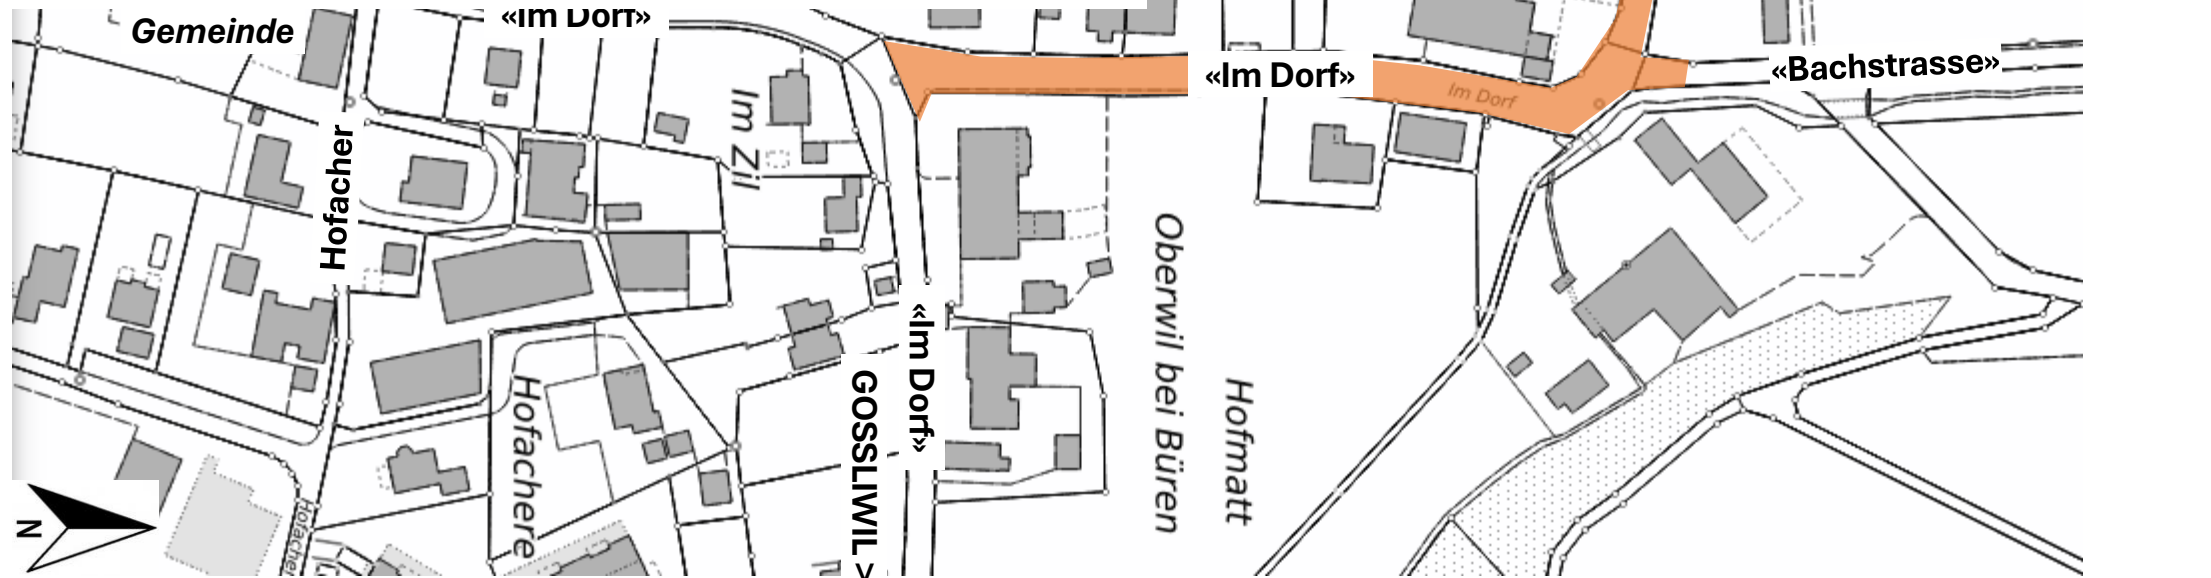 «Im Dorf»
Gemeinde
«Im Dorf»
«Bachstrasse»
Im Dorf
Im Zil
Hofacher
Oberwil bei Büren
«Im Dorf»
GOSSLIWIL >
Hofachere
Hofmatt
N
Hofacher